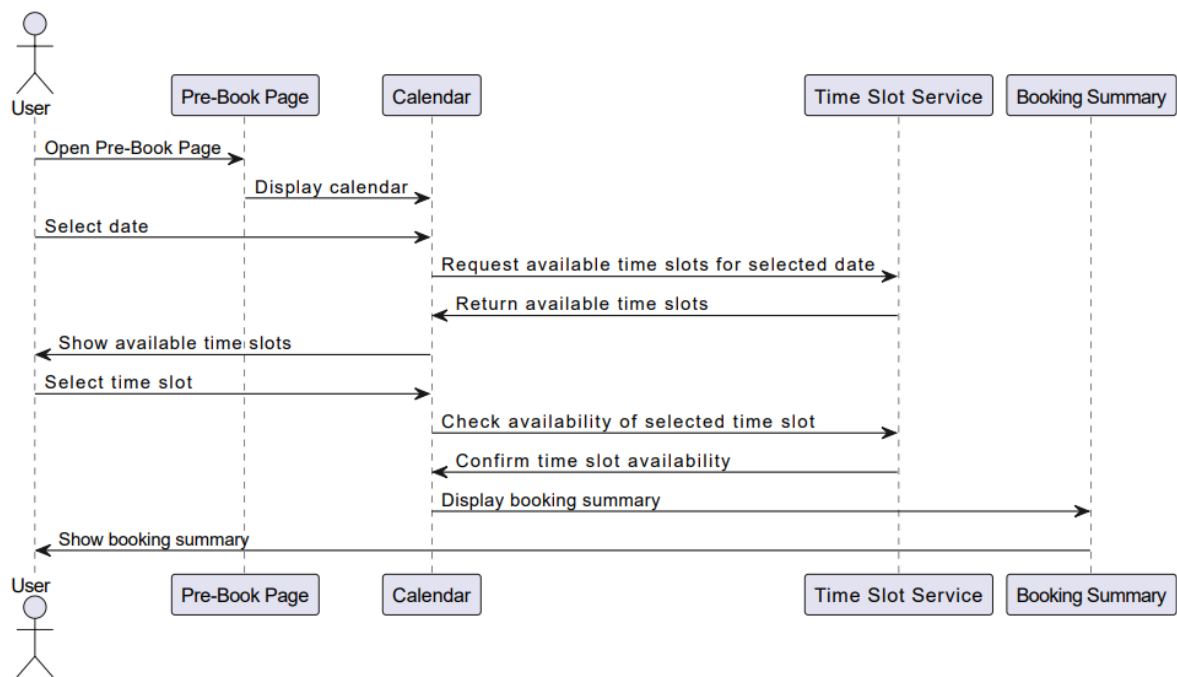 User
Pre-Book Page
Calendar
Time Slot Service
Booking Summary
Open Pre-Book Page
Display calendar
Select date
Request available time slots for selected date
Return available time slots
Show available time slots
Select time slot
Check availability of selected time slot
Confirm time slot availability
Display booking summary
Show booking summary
User
Pre-Book Page
Calendar
Time Slot Service
Booking Summary